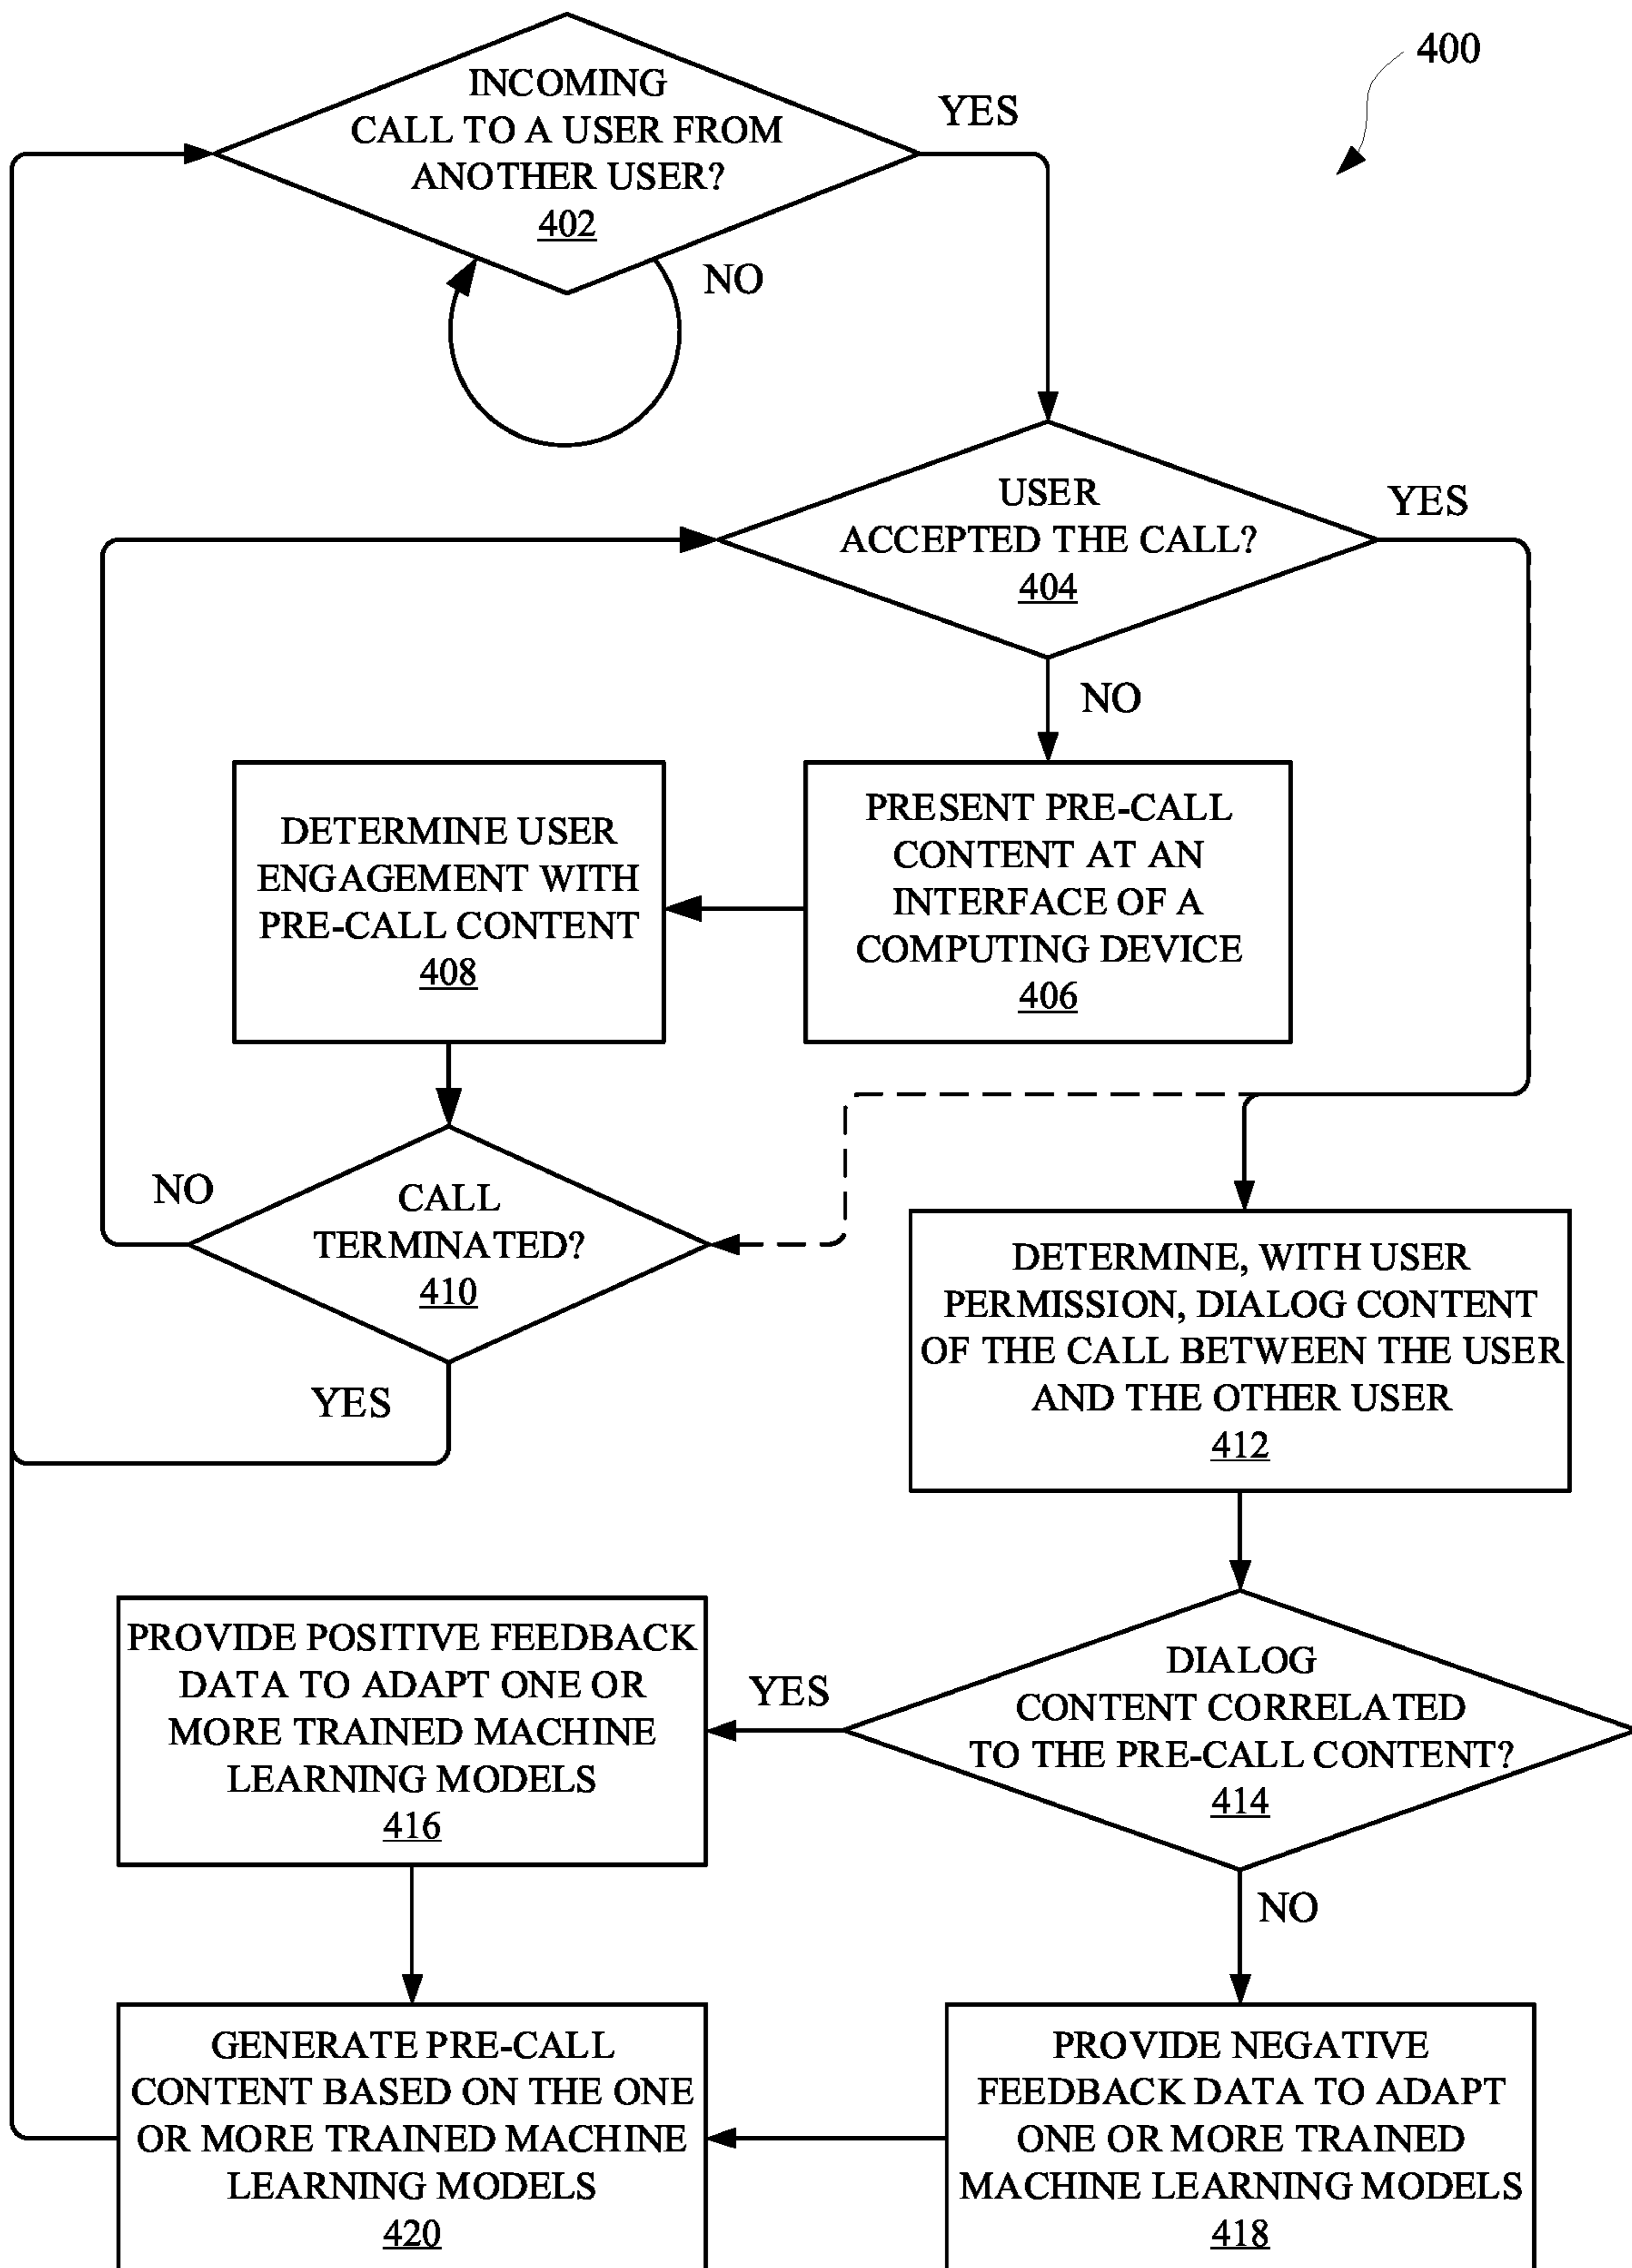 400
INCOMING
CALL TO A USER FROM
ANOTHER USER?
402
YES
NO
USER
ACCEPTED THE CALL?
404
YES
NO
DETERMINE USER
ENGAGEMENT WITH
PRE-CALL CONTENT
408
PRESENT PRE-CALL
CONTENT AT AN
INTERFACE OF A
COMPUTING DEVICE
406
NO
CALL
TERMINATED?
410
YES
DETERMINE, WITH USER
PERMISSION, DIALOG CONTENT
OF THE CALL BETWEEN THE USER
AND THE OTHER USER
412
PROVIDE POSITIVE FEEDBACK
DATA TO ADAPT ONE OR
MORE TRAINED MACHINE
LEARNING MODELS
416
YES
DIALOG
CONTENT CORRELATED
TO THE PRE-CALL CONTENT?
414
NO
GENERATE PRE-CALL
CONTENT BASED ON THE ONE
OR MORE TRAINED MACHINE
LEARNING MODELS
420
PROVIDE NEGATIVE
FEEDBACK DATA TO ADAPT
ONE OR MORE TRAINED
MACHINE LEARNING MODELS
418